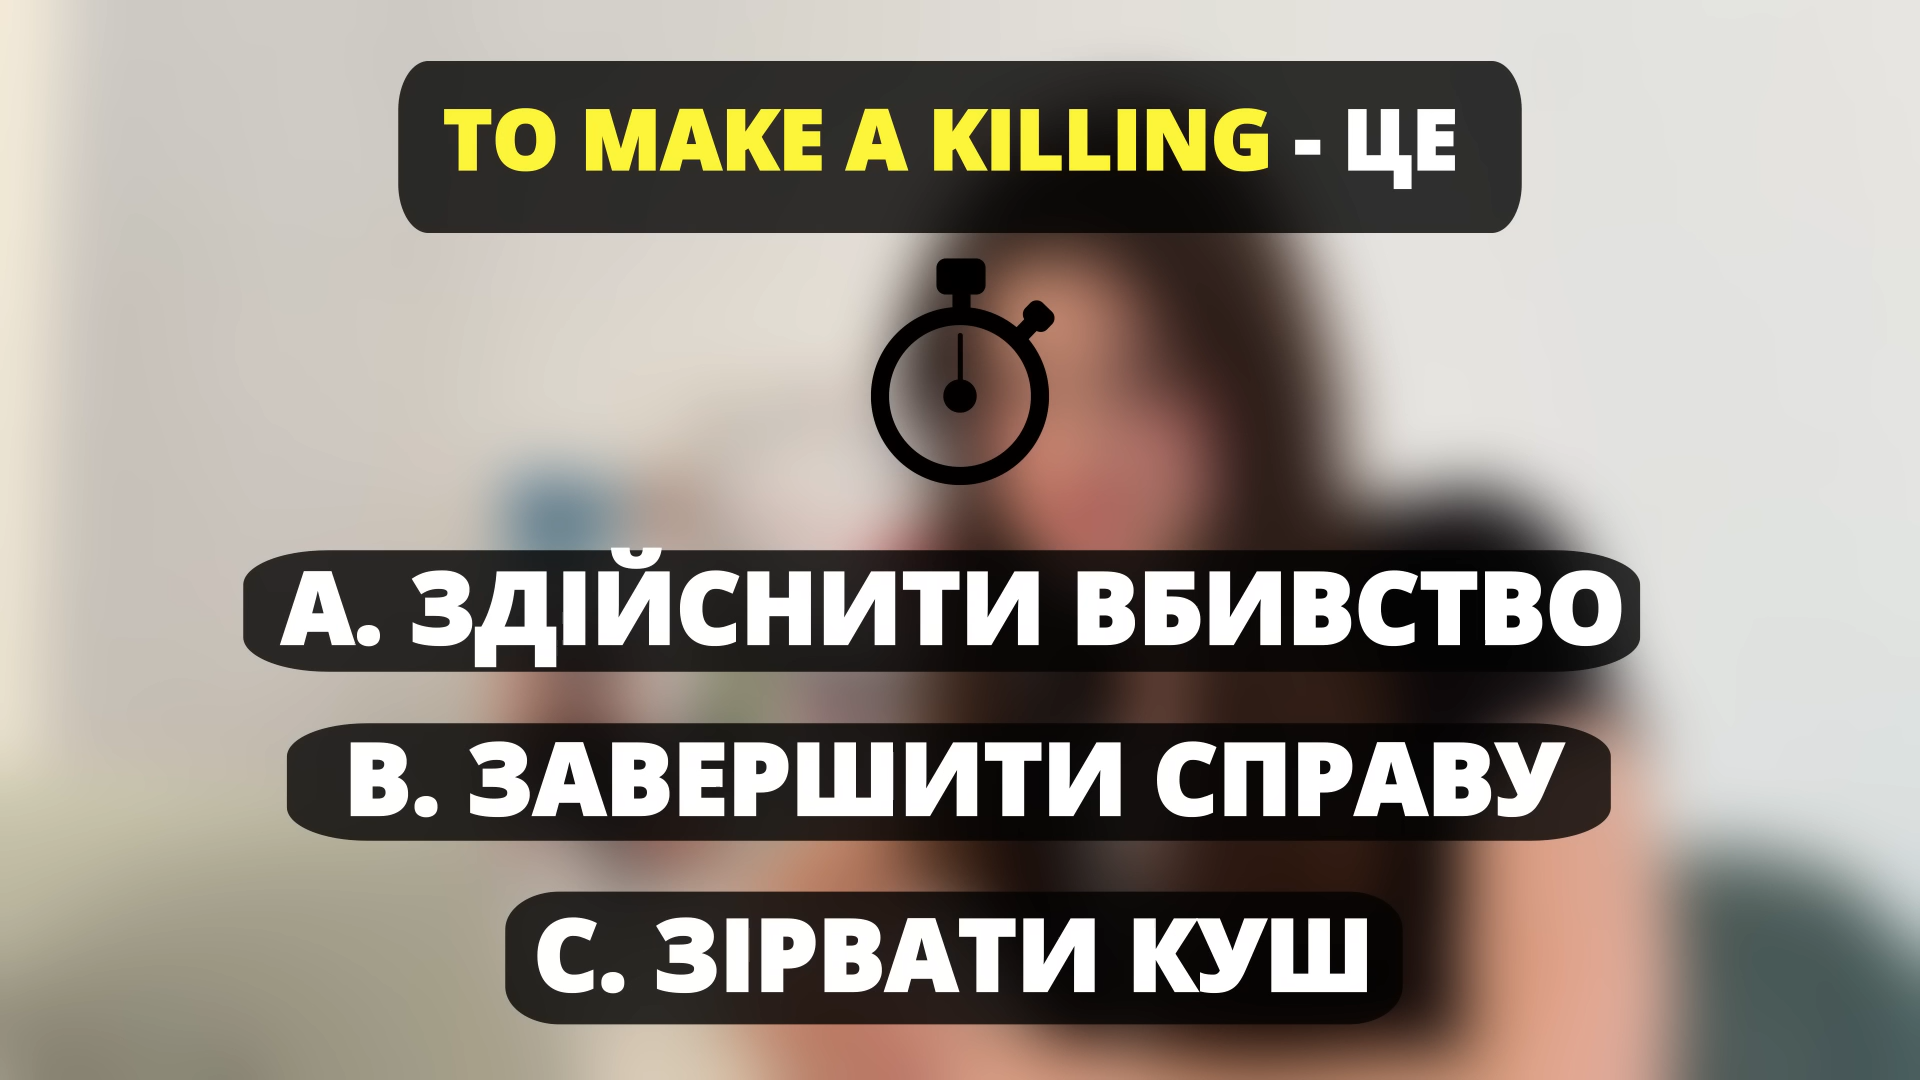 TO MAKE A KILLING - ЦЕ
A. ЗДІЙСНИТИ ВБИВСТВО
B. ЗАВЕРШИТИ СПРАВУ
C. ЗІРВАТИ КУШ